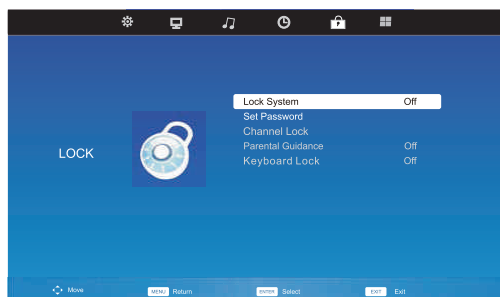 Lock System Off
Set Password
Channel Lock
Parental Guidance Off
Keyboard Lock Off
LOCK
Move MENU Return ENTER Select EXIT Exit